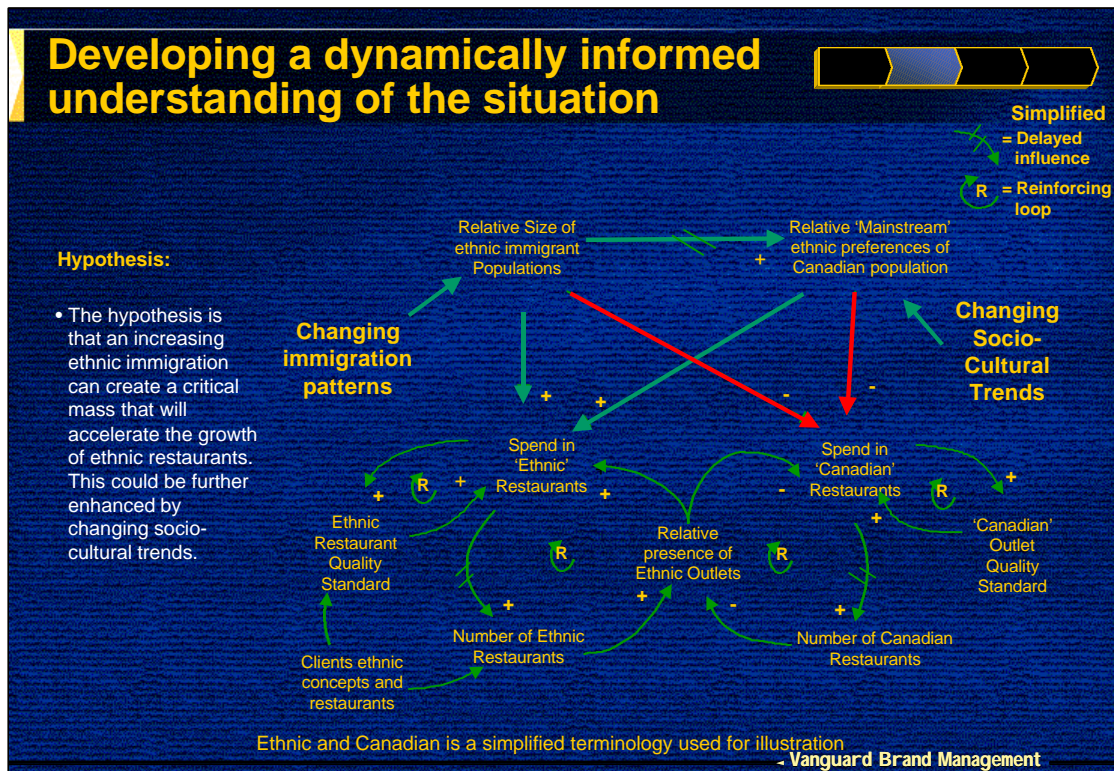 Developing a dynamically informed
understanding of the situation
Simplified
= Delayed
influence
R
= Reinforcing
loop
Relative Size of
ethnic immigrant
Populations
+
Relative ‘Mainstream’
ethnic preferences of
Canadian population
Hypothesis:
• The hypothesis is
that an increasing
ethnic immigration
can create a critical
mass that will
accelerate the growth
of ethnic restaurants.
This could be further
enhanced by
changing socio-
cultural trends.
Changing
immigration
patterns
Changing
Socio-
Cultural
Trends
+
+
-
-
Spend in
‘Ethnic’
Restaurants
Spend in
‘Canadian’
Restaurants
+
R
+
+
-
+
R
+
Ethnic
Restaurant
Quality
Standard
R
Relative
presence of
Ethnic Outlets
R
‘Canadian’
Outlet
Quality
Standard
+
+
-
+
Number of Ethnic
Restaurants
Number of Canadian
Restaurants
Clients ethnic
concepts and
restaurants
Ethnic and Canadian is a simplified terminology used for illustration
Vanguard Brand Management